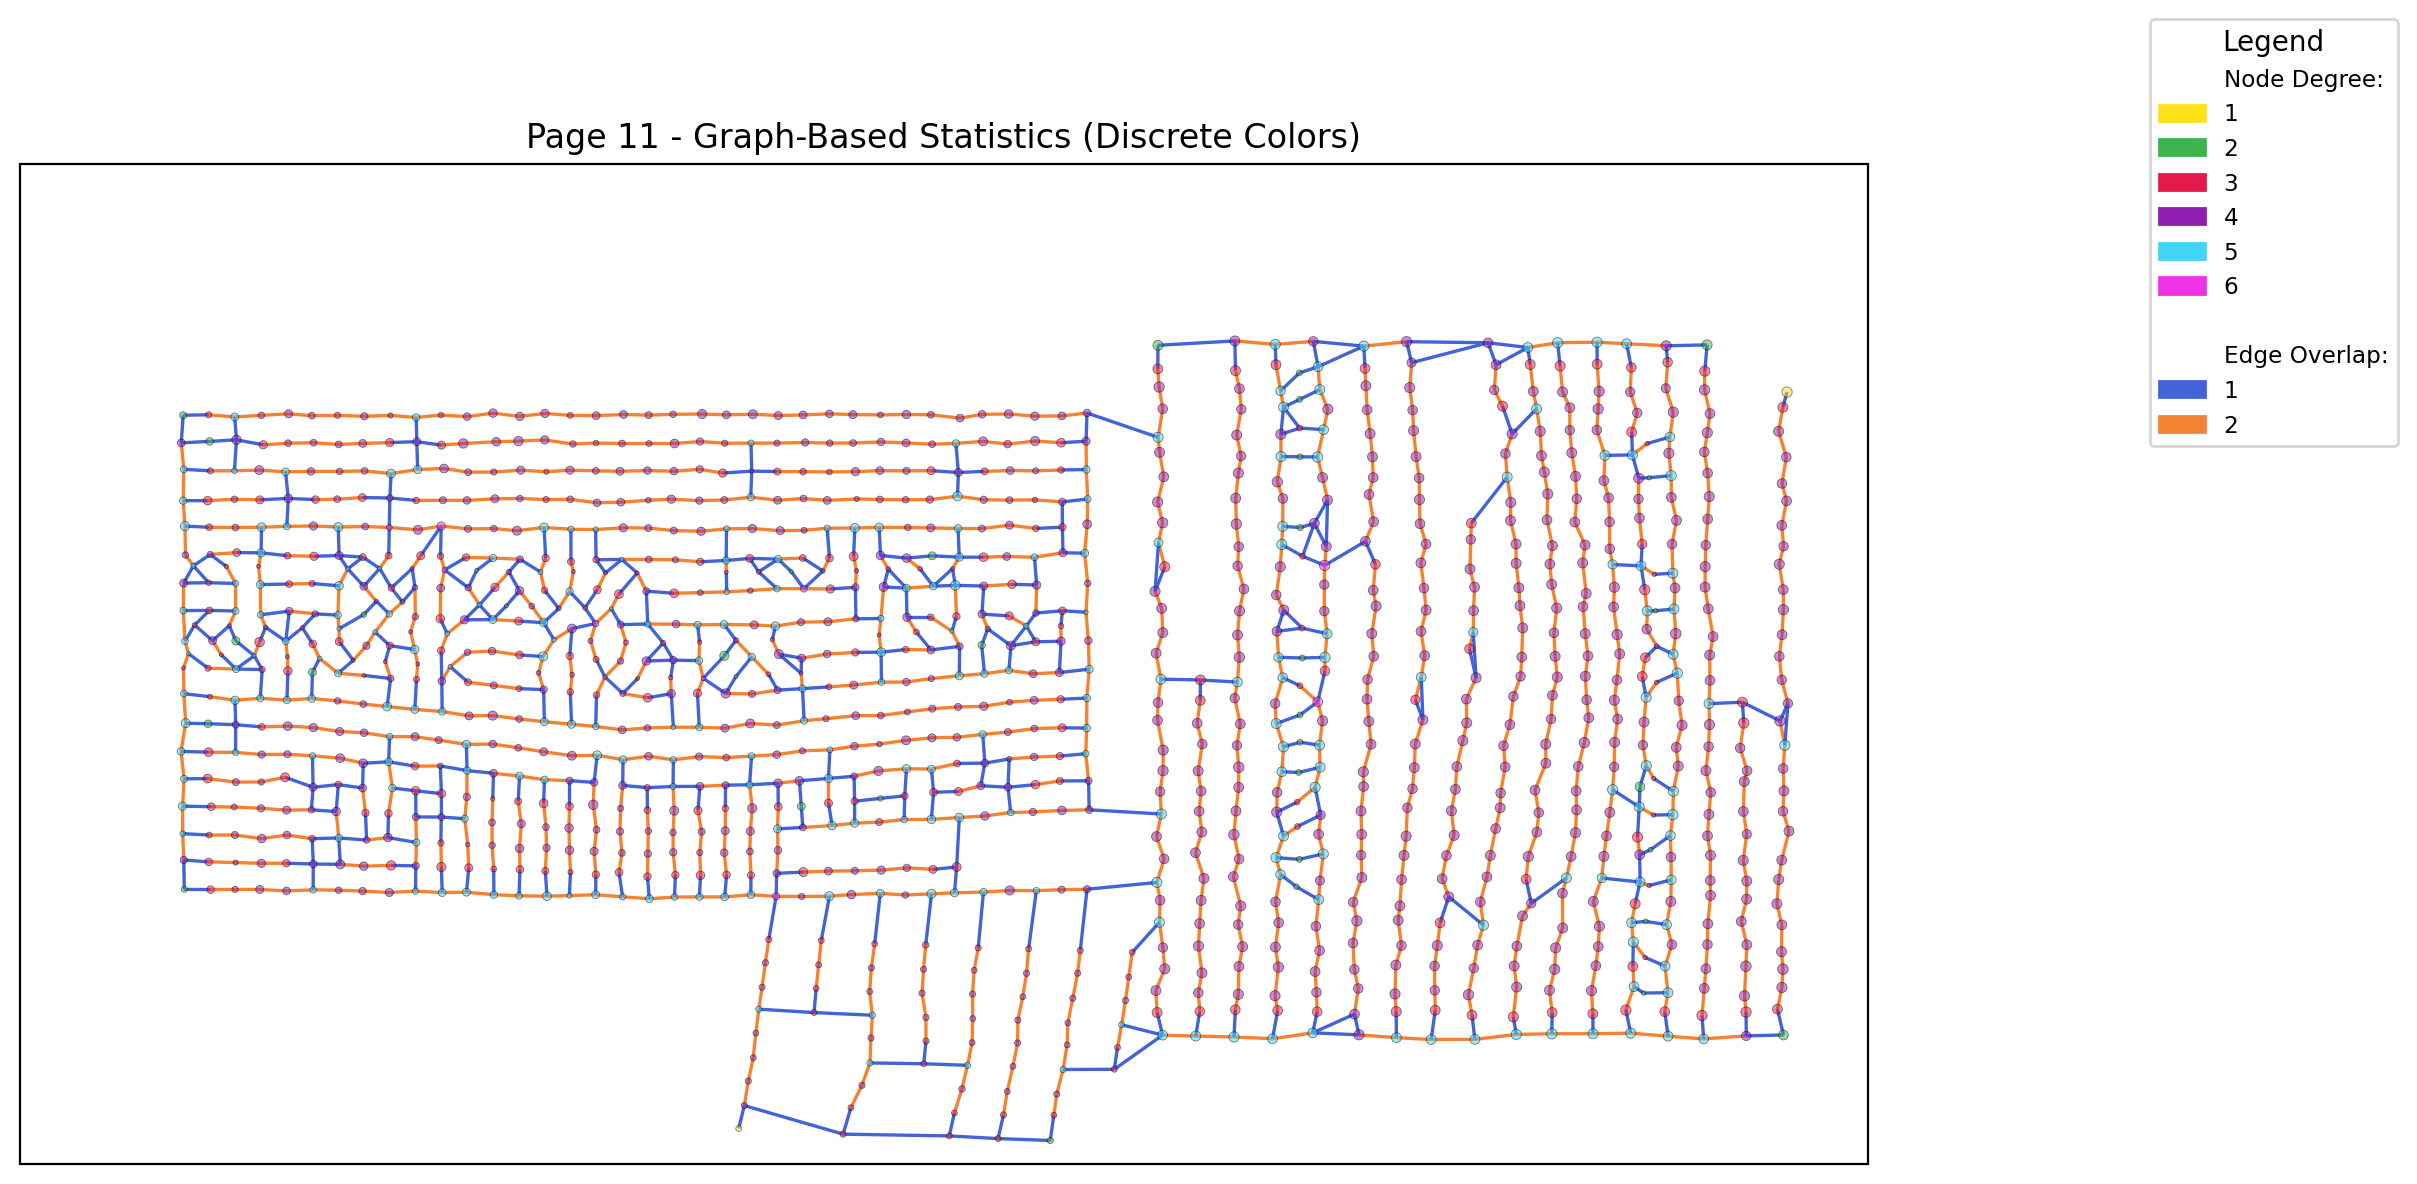 Page 11 - Graph-Based Statistics (Discrete Colors)
Legend
Node Degree:
1
2
3
4
5
6
Edge Overlap:
1
2